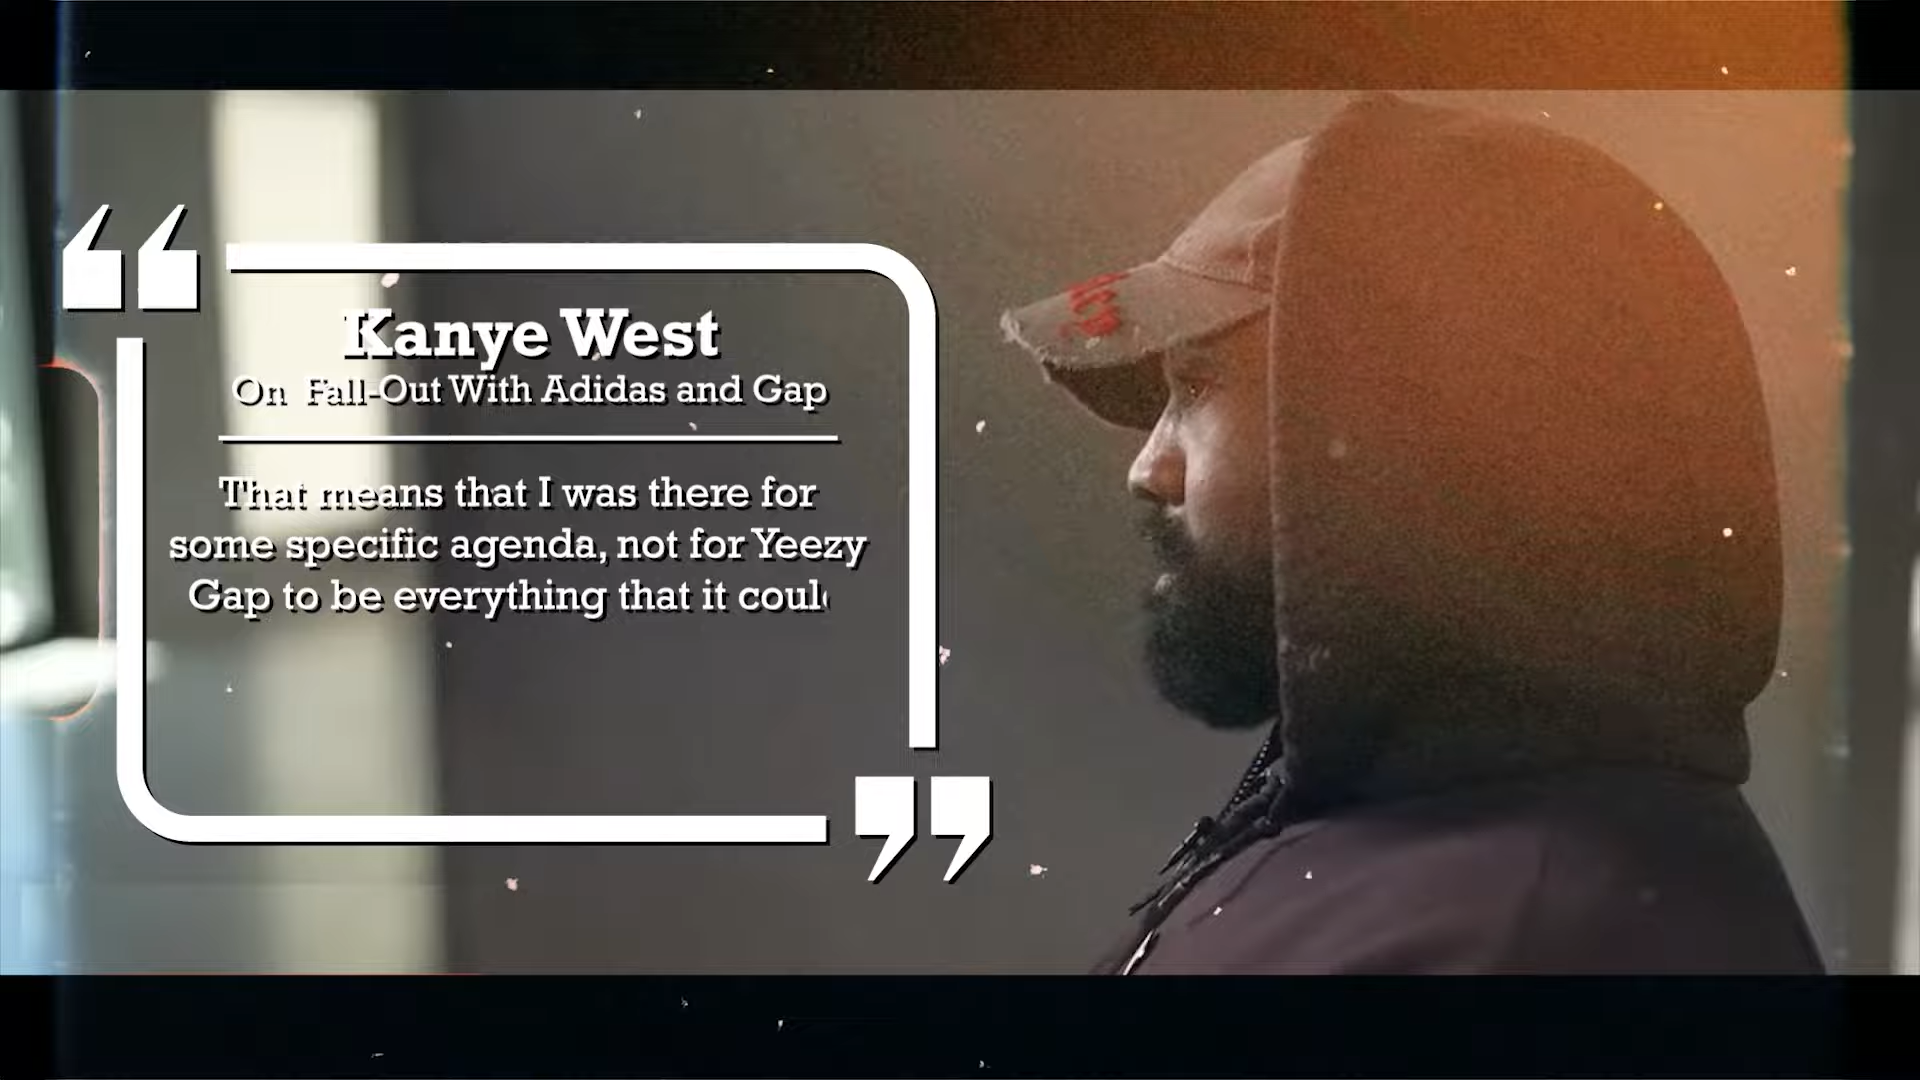 Kanye West
On Fall-Out With Adidas and Gap
That means that I was there for
some specific agenda, not for Yeezy
Gap to be everything that it